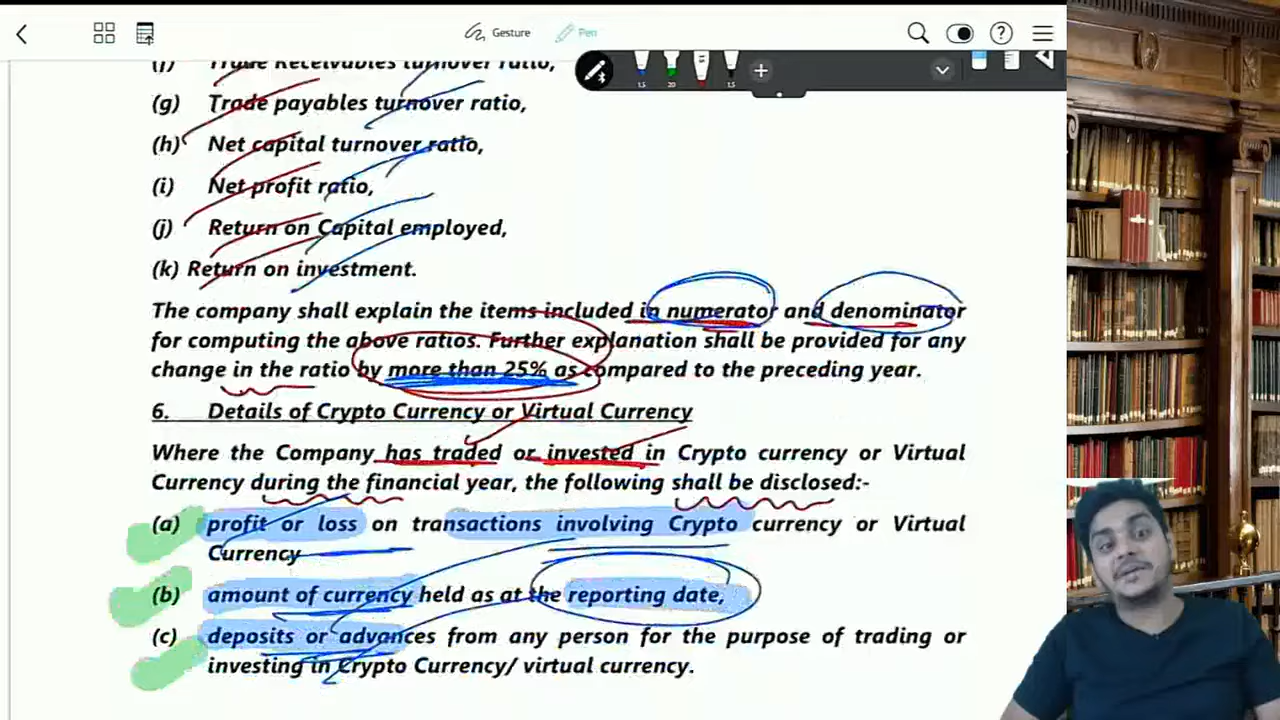 Gesture
Pen
(f) Trade Receivables turnover ratio,
(g) Trade payables turnover ratio,
(h) Net capital turnover ratio,
(i) Net profit ratio,
(j) Return on Capital employed,
(k) Return on investment.
The company shall explain the items included in numerator and denominator
for computing the above ratios. Further explanation shall be provided for any
change in the ratio by more than 25% as compared to the preceding year.
6. Details of Crypto Currency or Virtual Currency
Where the Company has traded or invested in Crypto currency or Virtual
Currency during the financial year, the following shall be disclosed:-
(a) profit or loss on transactions involving Crypto currency or Virtual
Currency
(b) amount of currency held as at the reporting date,
(c) deposits or advances from any person for the purpose of trading or
investing in Crypto Currency/ virtual currency.